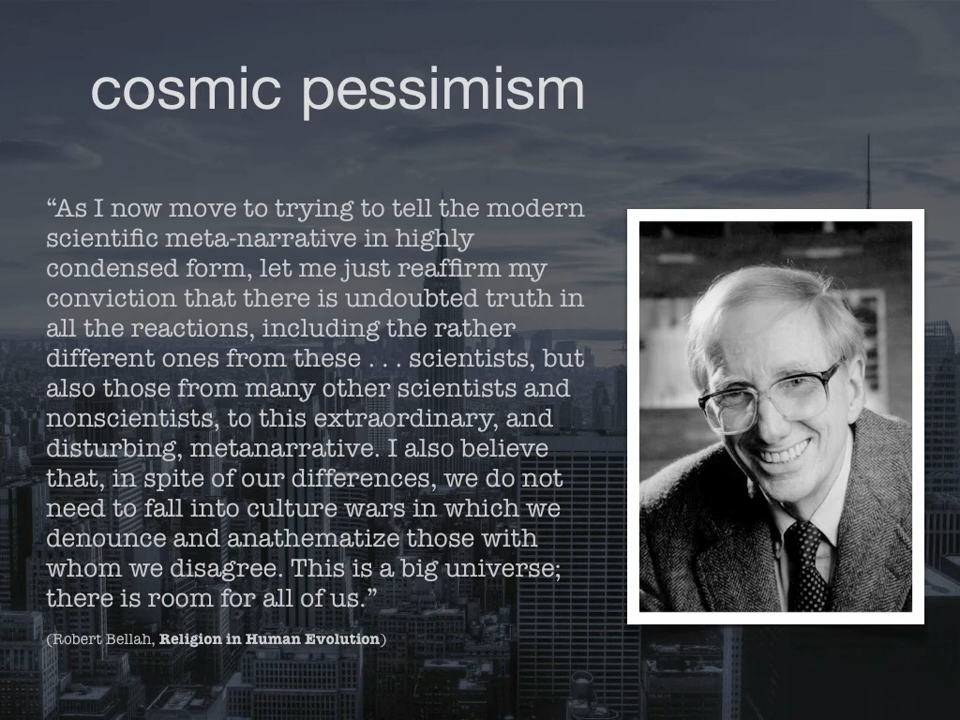 cosmic pessimism
“As I now move to trying to tell the modern
scientific meta-narrative in highly
condensed form, let me just reaffirm my
conviction that there is undoubted truth in
all the reactions, including the rather
different ones from these . . . scientists, but
also those from many other scientists and
nonscientists, to this extraordinary, and
disturbing, metanarrative. I also believe
that, in spite of our differences, we do not
need to fall into culture wars in which we
denounce and anathematize those with
whom we disagree. This is a big universe;
there is room for all of us.”
(Robert Bellah, Religion in Human Evolution)